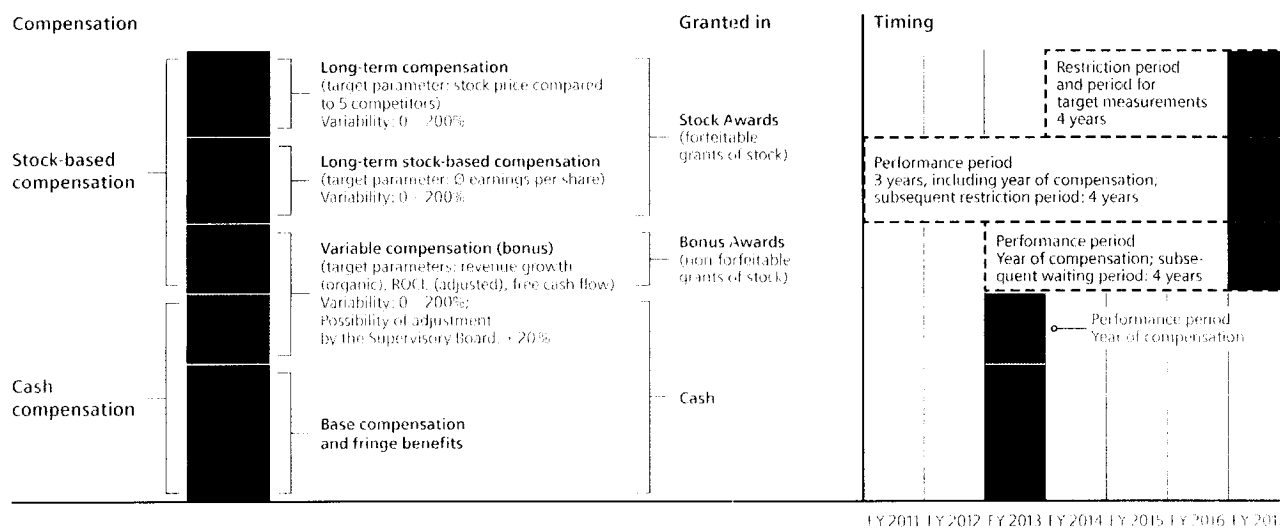 Compensation
Granted in
Timing
Stock-based
compensation
Cash
compensation
Long-term compensation
(target parameter: stock price compared
to 5 competitors)
Variability: 0 – 200%
Long-term stock-based compensation
(target parameter: Ø earnings per share)
Variability: 0 – 200%
Variable compensation (bonus)
(target parameters: revenue growth
(organic), ROCE (adjusted), free cash flow)
Variability: 0 – 200%;
Possibility of adjustment
by the Supervisory Board: 20%
Base compensation
and fringe benefits
Stock Awards
(forfeitable
grants of stock)
Bonus Awards
(non forfeitable
grants of stock)
Cash
Restriction period
and period for
target measurements
4 years
Performance period
3 years, including year of compensation;
subsequent restriction period: 4 years
Performance period
Year of compensation; subse-
quent waiting period: 4 years
Performance period
Year of compensation
FY 2011 FY 2012 FY 2013 FY 2014 FY 2015 FY 2016 FY 201